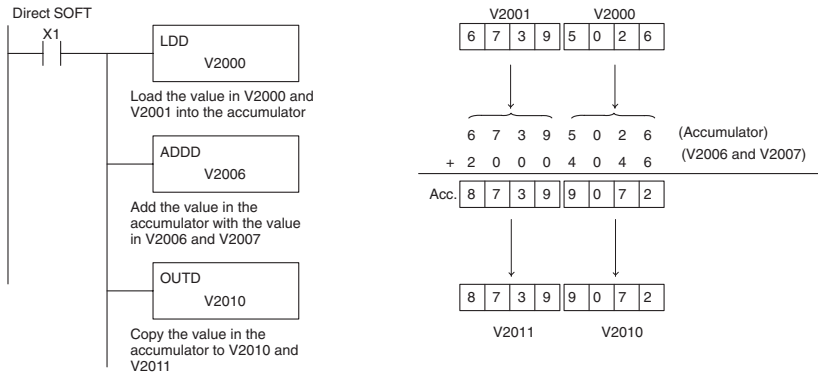 Direct SOFT
X1
LDD
V2000
Load the value in V2000 and
V2001 into the accumulator
ADDD
V2006
Add the value in the
accumulator with the value
in V2006 and V2007
OUTD
V2010
Copy the value in the
accumulator to V2010 and
V2011
V2001 V2000
6 7 3 9 5 0 2 6
6 7 3 9 5 0 2 6 (Accumulator)
+ 2 0 0 0 4 0 4 6 (V2006 and V2007)
Acc. 8 7 3 9 9 0 7 2
8 7 3 9 9 0 7 2
V2011 V2010